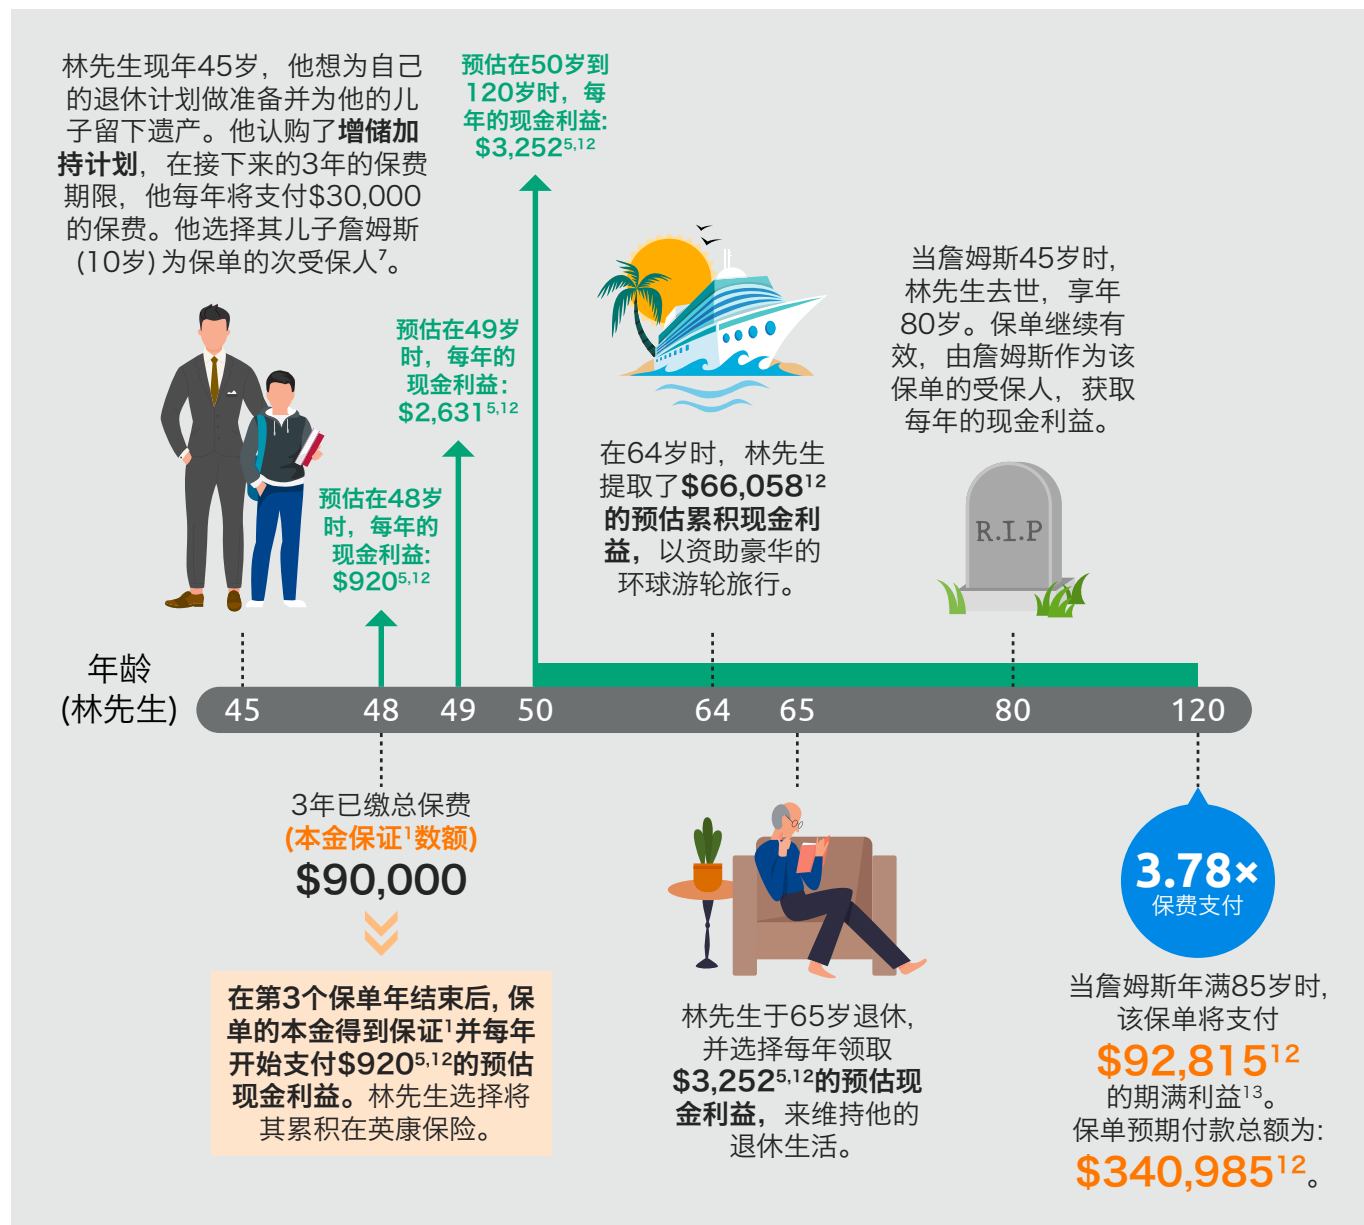 林先生现年45岁，他想为自己
的退休计划做准备并为他的儿
子留下遗产。他认购了增储加
持计划，在接下来的3年的保费
期限，他每年将支付$30,000
的保费。他选择其儿子詹姆斯
(10岁) 为保单的次受保人⁷。
预估在50岁到
120岁时，每
年的现金利益:
$3,252⁵,¹²
预估在49岁
时，每年的
现金利益:
$2,631⁵,¹²
预估在48岁
时，每年的
现金利益:
$920⁵,¹²
在64岁时，林先生
提取了$66,058¹²
的预估累积现金利
益，以资助豪华的
环球游轮旅行。
当詹姆斯45岁时,
林先生去世，享年
80岁。保单继续有
效，由詹姆斯作为该
保单的受保人，获取
每年的现金利益。
R.I.P
年龄
(林先生)
45 48 49 50 64 65 80 120
3年已缴总保费
(本金保证¹数额)
$90,000
在第3个保单年结束后, 保
单的本金得到保证¹并每年
开始支付$920⁵,¹²的预估
现金利益。林先生选择将
其累积在英康保险。
林先生于65岁退休,
并选择每年领取
$3,252⁵,¹²的预估现
金利益，来维持他的
退休生活。
3.78×
保费支付
当詹姆斯年满85岁时,
该保单将支付
$92,815¹²
的期满利益¹³。
保单预期付款总额为:
$340,985¹²。